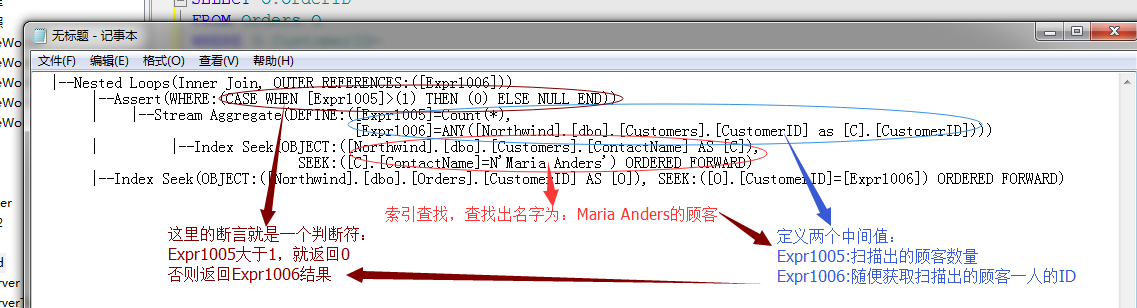 SELECT O.OrderID
FROM Orders O
无标题 - 记事本
文件(F) 编辑(E) 格式(O) 查看(V) 帮助(H)
|--Nested Loops(Inner Join, OUTER REFERENCES:([Expr1006]))
|--Assert(WHERE:(CASE WHEN [Expr1005]>(1) THEN (0) ELSE NULL END))
|--Stream Aggregate(DEFINE:([Expr1005]=Count(*),
[Expr1006]=ANY([Northwind].[dbo].[Customers].[CustomerID] as [C].[CustomerID])))
| |--Index Seek(OBJECT:([Northwind].[dbo].[Customers].[ContactName] AS [C]),
SEEK:([C].[ContactName]=N'Maria Anders') ORDERED FORWARD)
|--Index Seek(OBJECT:([Northwind].[dbo].[Orders].[CustomerID] AS [O]), SEEK:([O].[CustomerID]=[Expr1006]) ORDERED FORWARD)
索引查找，查找出名字为：Maria Anders的顾客
这里的断言就是一个判断符：
Expr1005大于1，就返回0
否则返回Expr1006结果
定义两个中间值：
Expr1005:扫描出的顾客数量
Expr1006:随便获取扫描出的顾客一人的ID